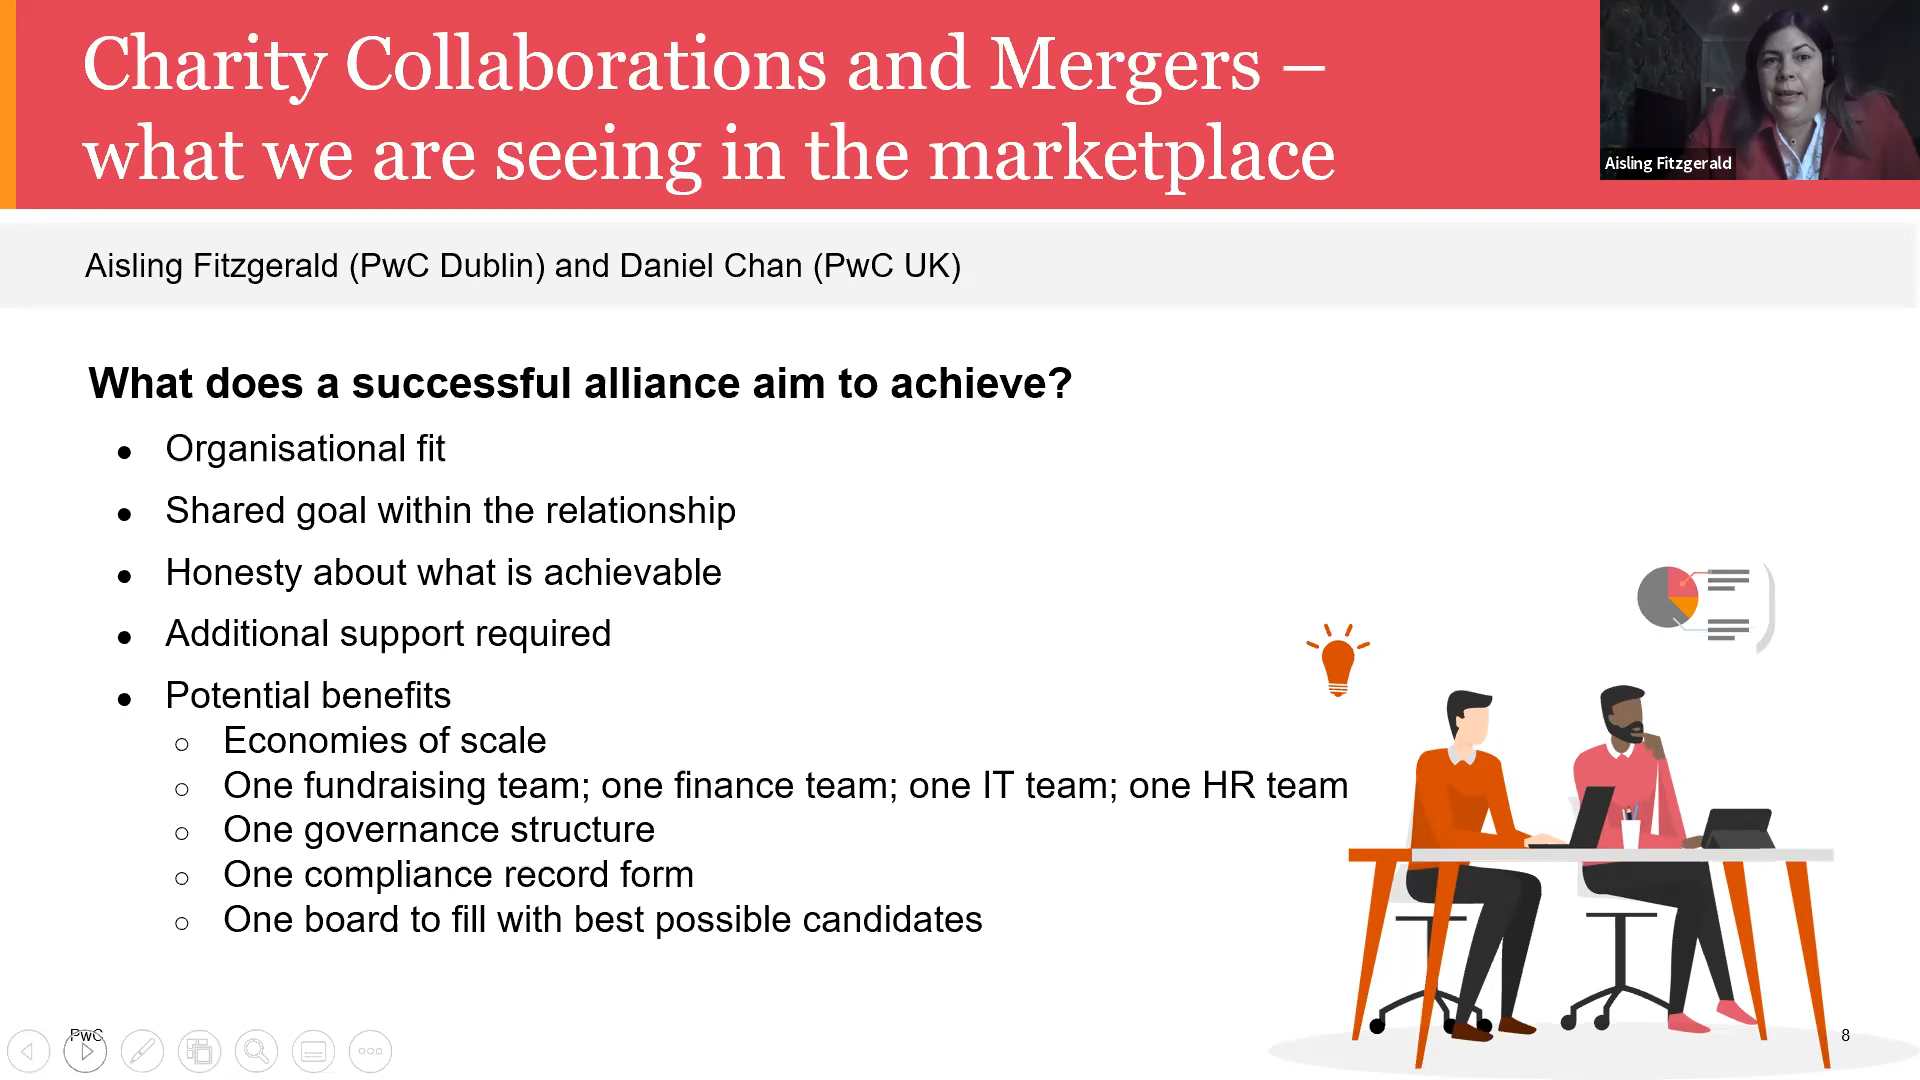 Charity Collaborations and Mergers –
what we are seeing in the marketplace
Aisling Fitzgerald
Aisling Fitzgerald (PwC Dublin) and Daniel Chan (PwC UK)
What does a successful alliance aim to achieve?
● Organisational fit
● Shared goal within the relationship
● Honesty about what is achievable
● Additional support required
● Potential benefits
○ Economies of scale
○ One fundraising team; one finance team; one IT team; one HR team
○ One governance structure
○ One compliance record form
○ One board to fill with best possible candidates
PwC
8